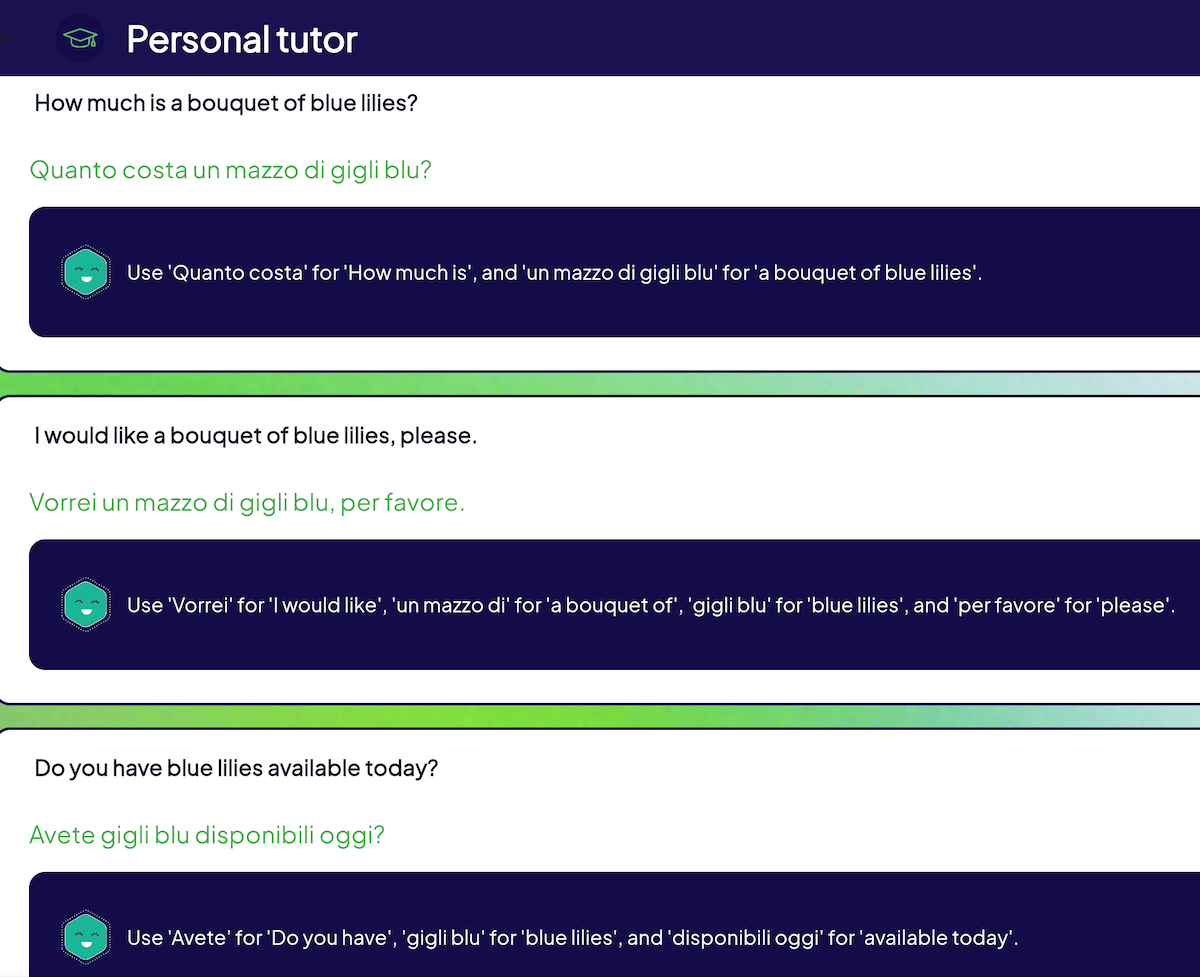 Personal tutor
How much is a bouquet of blue lilies?
Quanto costa un mazzo di gigli blu?
Use 'Quanto costa' for 'How much is', and 'un mazzo di gigli blu' for 'a bouquet of blue lilies'.
I would like a bouquet of blue lilies, please.
Vorrei un mazzo di gigli blu, per favore.
Use 'Vorrei' for 'I would like', 'un mazzo di' for 'a bouquet of', 'gigli blu' for 'blue lilies', and 'per favore' for 'please'.
Do you have blue lilies available today?
Avete gigli blu disponibili oggi?
Use 'Avete' for 'Do you have', 'gigli blu' for 'blue lilies', and 'disponibili oggi' for 'available today'.